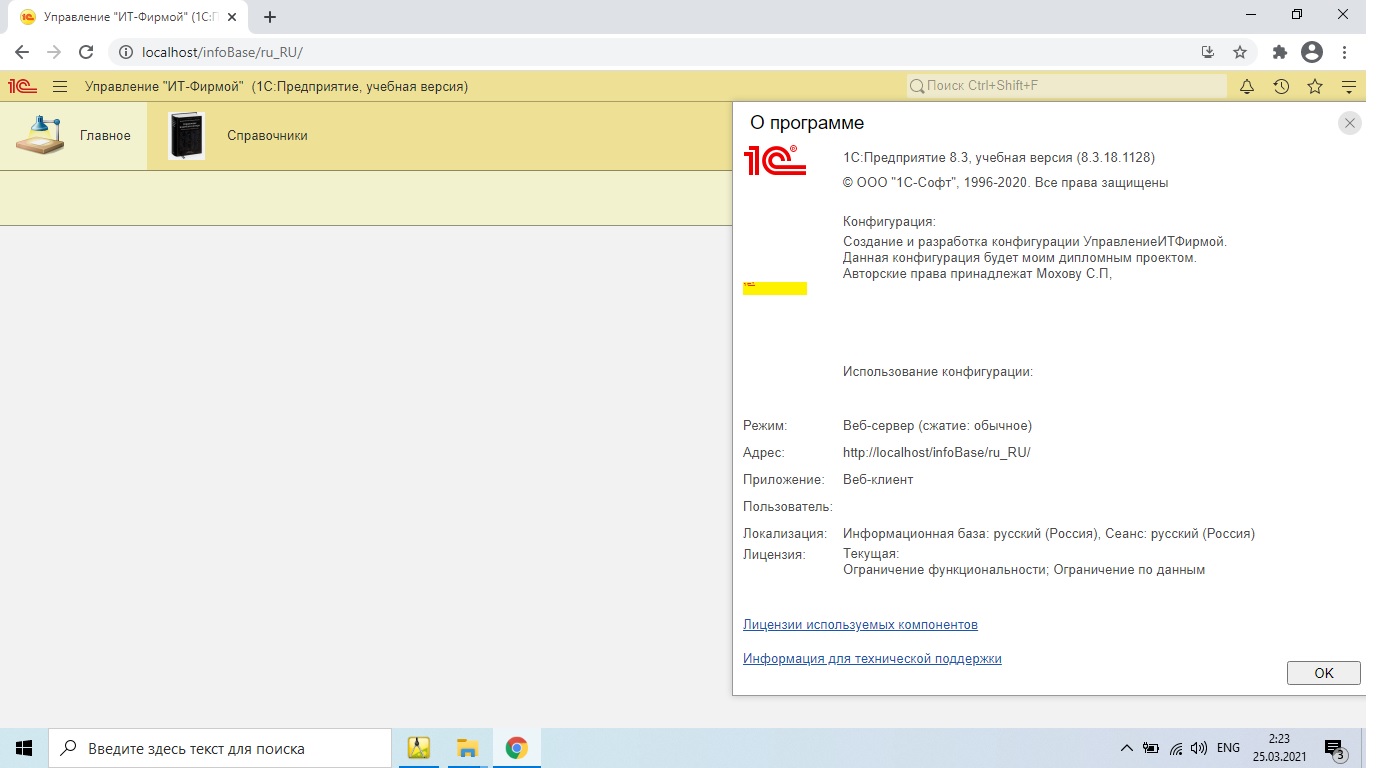 Управление "ИТ-Фирмой" (1С:П
localhost/infoBase/ru_RU/
1С
Управление "ИТ-Фирмой" (1С:Предприятие, учебная версия)
Поиск Ctrl+Shift+F
Главное
Справочники
О программе
1С®
1С:Предприятие 8.3, учебная версия (8.3.18.1128)
© ООО "1С-Софт", 1996-2020. Все права защищены
Конфигурация:
Создание и разработка конфигурации УправлениеИТФирмой.
Данная конфигурация будет моим дипломным проектом.
Авторские права принадлежат Мохову С.П,
Использование конфигурации:
Режим: Веб-сервер (сжатие: обычное)
Адрес: http://localhost/infoBase/ru_RU/
Приложение: Веб-клиент
Пользователь:
Локализация: Информационная база: русский (Россия), Сеанс: русский (Россия)
Лицензия: Текущая:
Ограничение функциональности; Ограничение по данным
Лицензии используемых компонентов
Информация для технической поддержки
OK
Введите здесь текст для поиска
ENG
2:23
25.03.2021
3